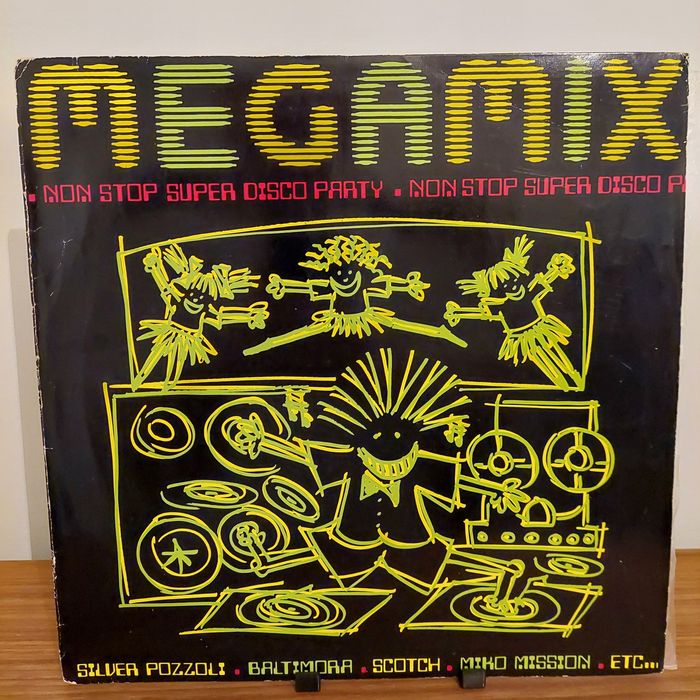 MEGAMIX
. NON STOP SUPER DISCO PARTY . NON STOP SUPER DISCO P
SILVER POZZOLI . BALTIMORA . SCOTCH . MIKO MISSION . ETC...